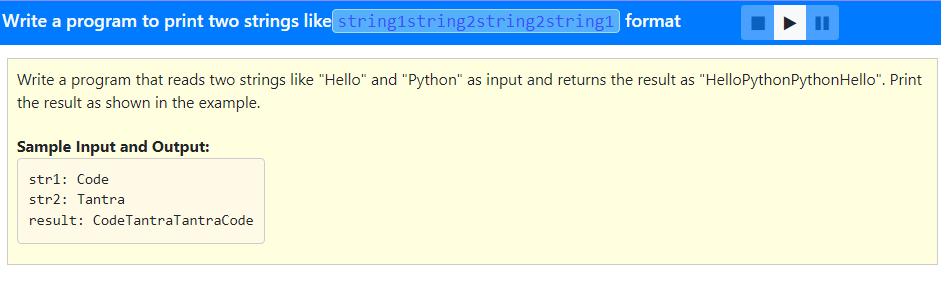 Write a program to print two strings like string1string2string2string1 format
Write a program that reads two strings like "Hello" and "Python" as input and returns the result as "HelloPythonPythonHello". Print
the result as shown in the example.
Sample Input and Output:
str1: Code
str2: Tantra
result: CodeTantraTantraCode